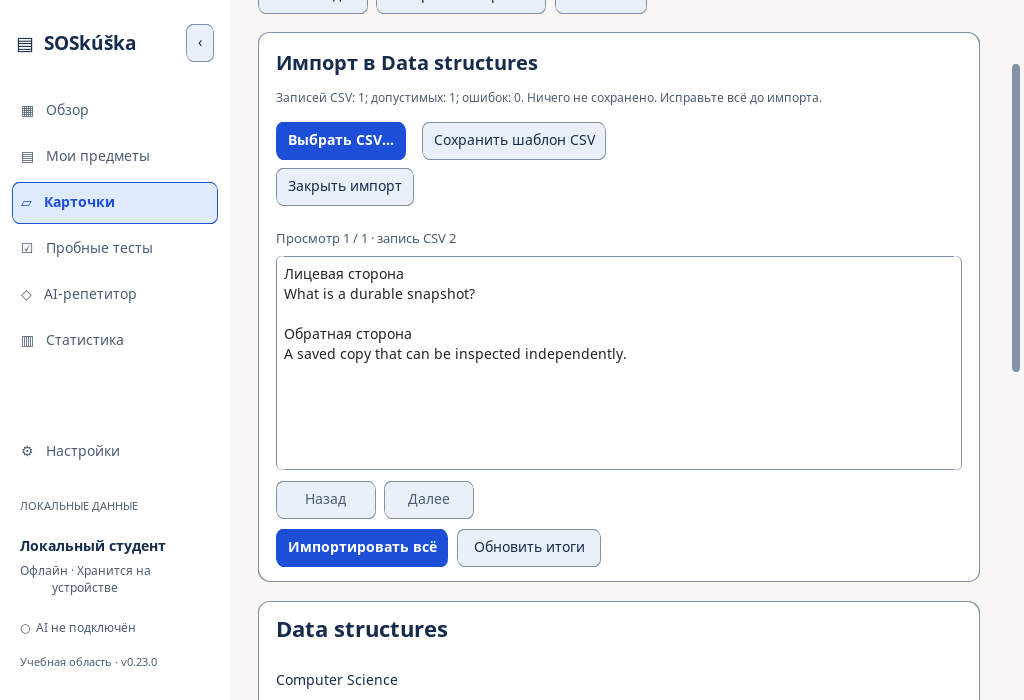 SOSkúška
Обзор
Мои предметы
Карточки
Пробные тесты
AI-репетитор
Статистика
Настройки
ЛОКАЛЬНЫЕ ДАННЫЕ
Локальный студент
Офлайн · Хранится на
устройстве
AI не подключён
Учебная область · v0.23.0
Импорт в Data structures
Записей CSV: 1; допустимых: 1; ошибок: 0. Ничего не сохранено. Исправьте всё до импорта.
Выбрать CSV...
Сохранить шаблон CSV
Закрыть импорт
Просмотр 1 / 1 · запись CSV 2
Лицевая сторона
What is a durable snapshot?
Обратная сторона
A saved copy that can be inspected independently.
Назад
Далее
Импортировать всё
Обновить итоги
Data structures
Computer Science